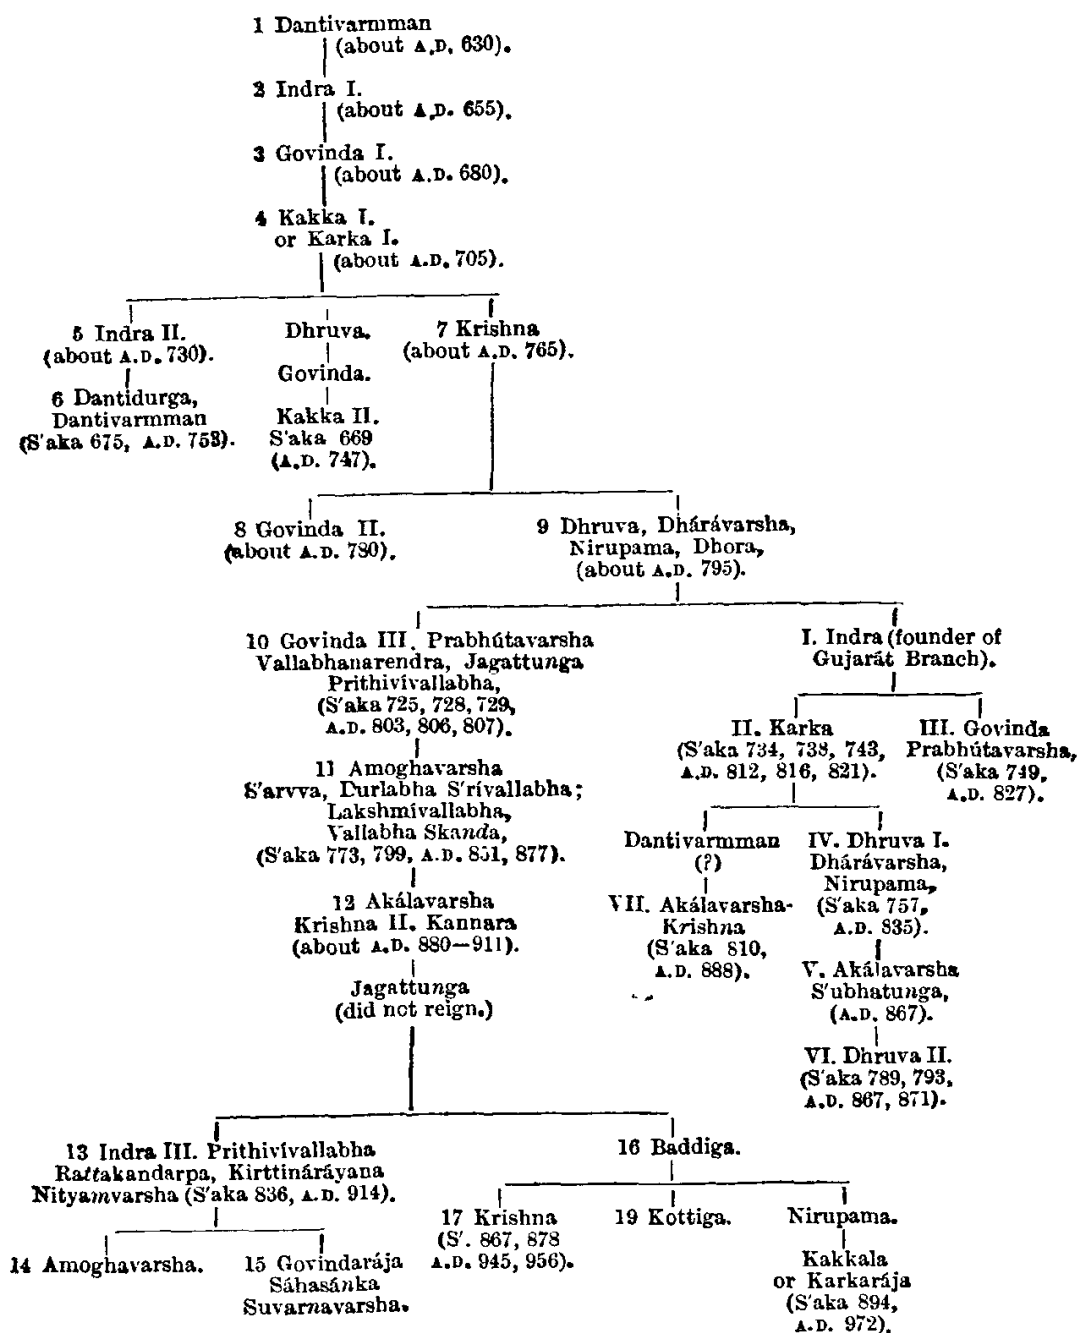 1 Dantivarmman
(about A.D. 630).
2 Indra I.
(about A.D. 655).
3 Govinda I.
(about A.D. 680).
4 Kakka I.
or Karka I.
(about A.D. 705).
5 Indra II.
(about A.D. 730).
6 Dantidurga,
Dantivarmman
(S'aka 675, A.D. 753).
Dhruva.
Govinda.
Kakka II.
S'aka 669
(A.D. 747).
7 Krishna
(about A.D. 765).
8 Govinda II.
(about A.D. 780).
9 Dhruva, Dhárávarsha,
Nirupama, Dhora,
(about A.D. 795).
10 Govinda III. Prabhútavarsha
Vallabhanarendra, Jagattunga
Prithivívallabha,
(S'aka 725, 728, 729,
A.D. 803, 806, 807).
11 Amoghavarsha
S'arvva, Durlabha S'rívallabha;
Lakshmívallabha,
Vallabha Skanda,
(S'aka 773, 799, A.D. 851, 877).
12 Akálavarsha
Krishna II. Kannara
(about A.D. 880–911).
Jagattunga
(did not reign.)
I. Indra (founder of
Gujarát Branch).
II. Karka
(S'aka 734, 738, 743,
A.D. 812, 816, 821).
III. Govinda
Prabhútavarsha,
(S'aka 749,
A.D. 827).
Dantivarmman
(?)
VII. Akálavarsha-
Krishna
(S'aka 810,
A.D. 888).
IV. Dhruva I.
Dhárávarsha,
Nirupama,
(S'aka 757,
A.D. 835).
V. Akálavarsha
S'ubhatunga,
(A.D. 867).
VI. Dhruva II.
(S'aka 789, 793,
A.D. 867, 871).
13 Indra III. Prithivívallabha
Rattakandarpa, Kirttináráyana
Nityamvarsha (S'aka 836, A.D. 914).
14 Amoghavarsha.
15 Govindarája
Sáhasánka
Suvarnavarsha.
16 Baddiga.
17 Krishna
(S'. 867, 878
A.D. 945, 956).
19 Kottiga.
Nirupama.
Kakkala
or Karkarája
(S'aka 894,
A.D. 972).